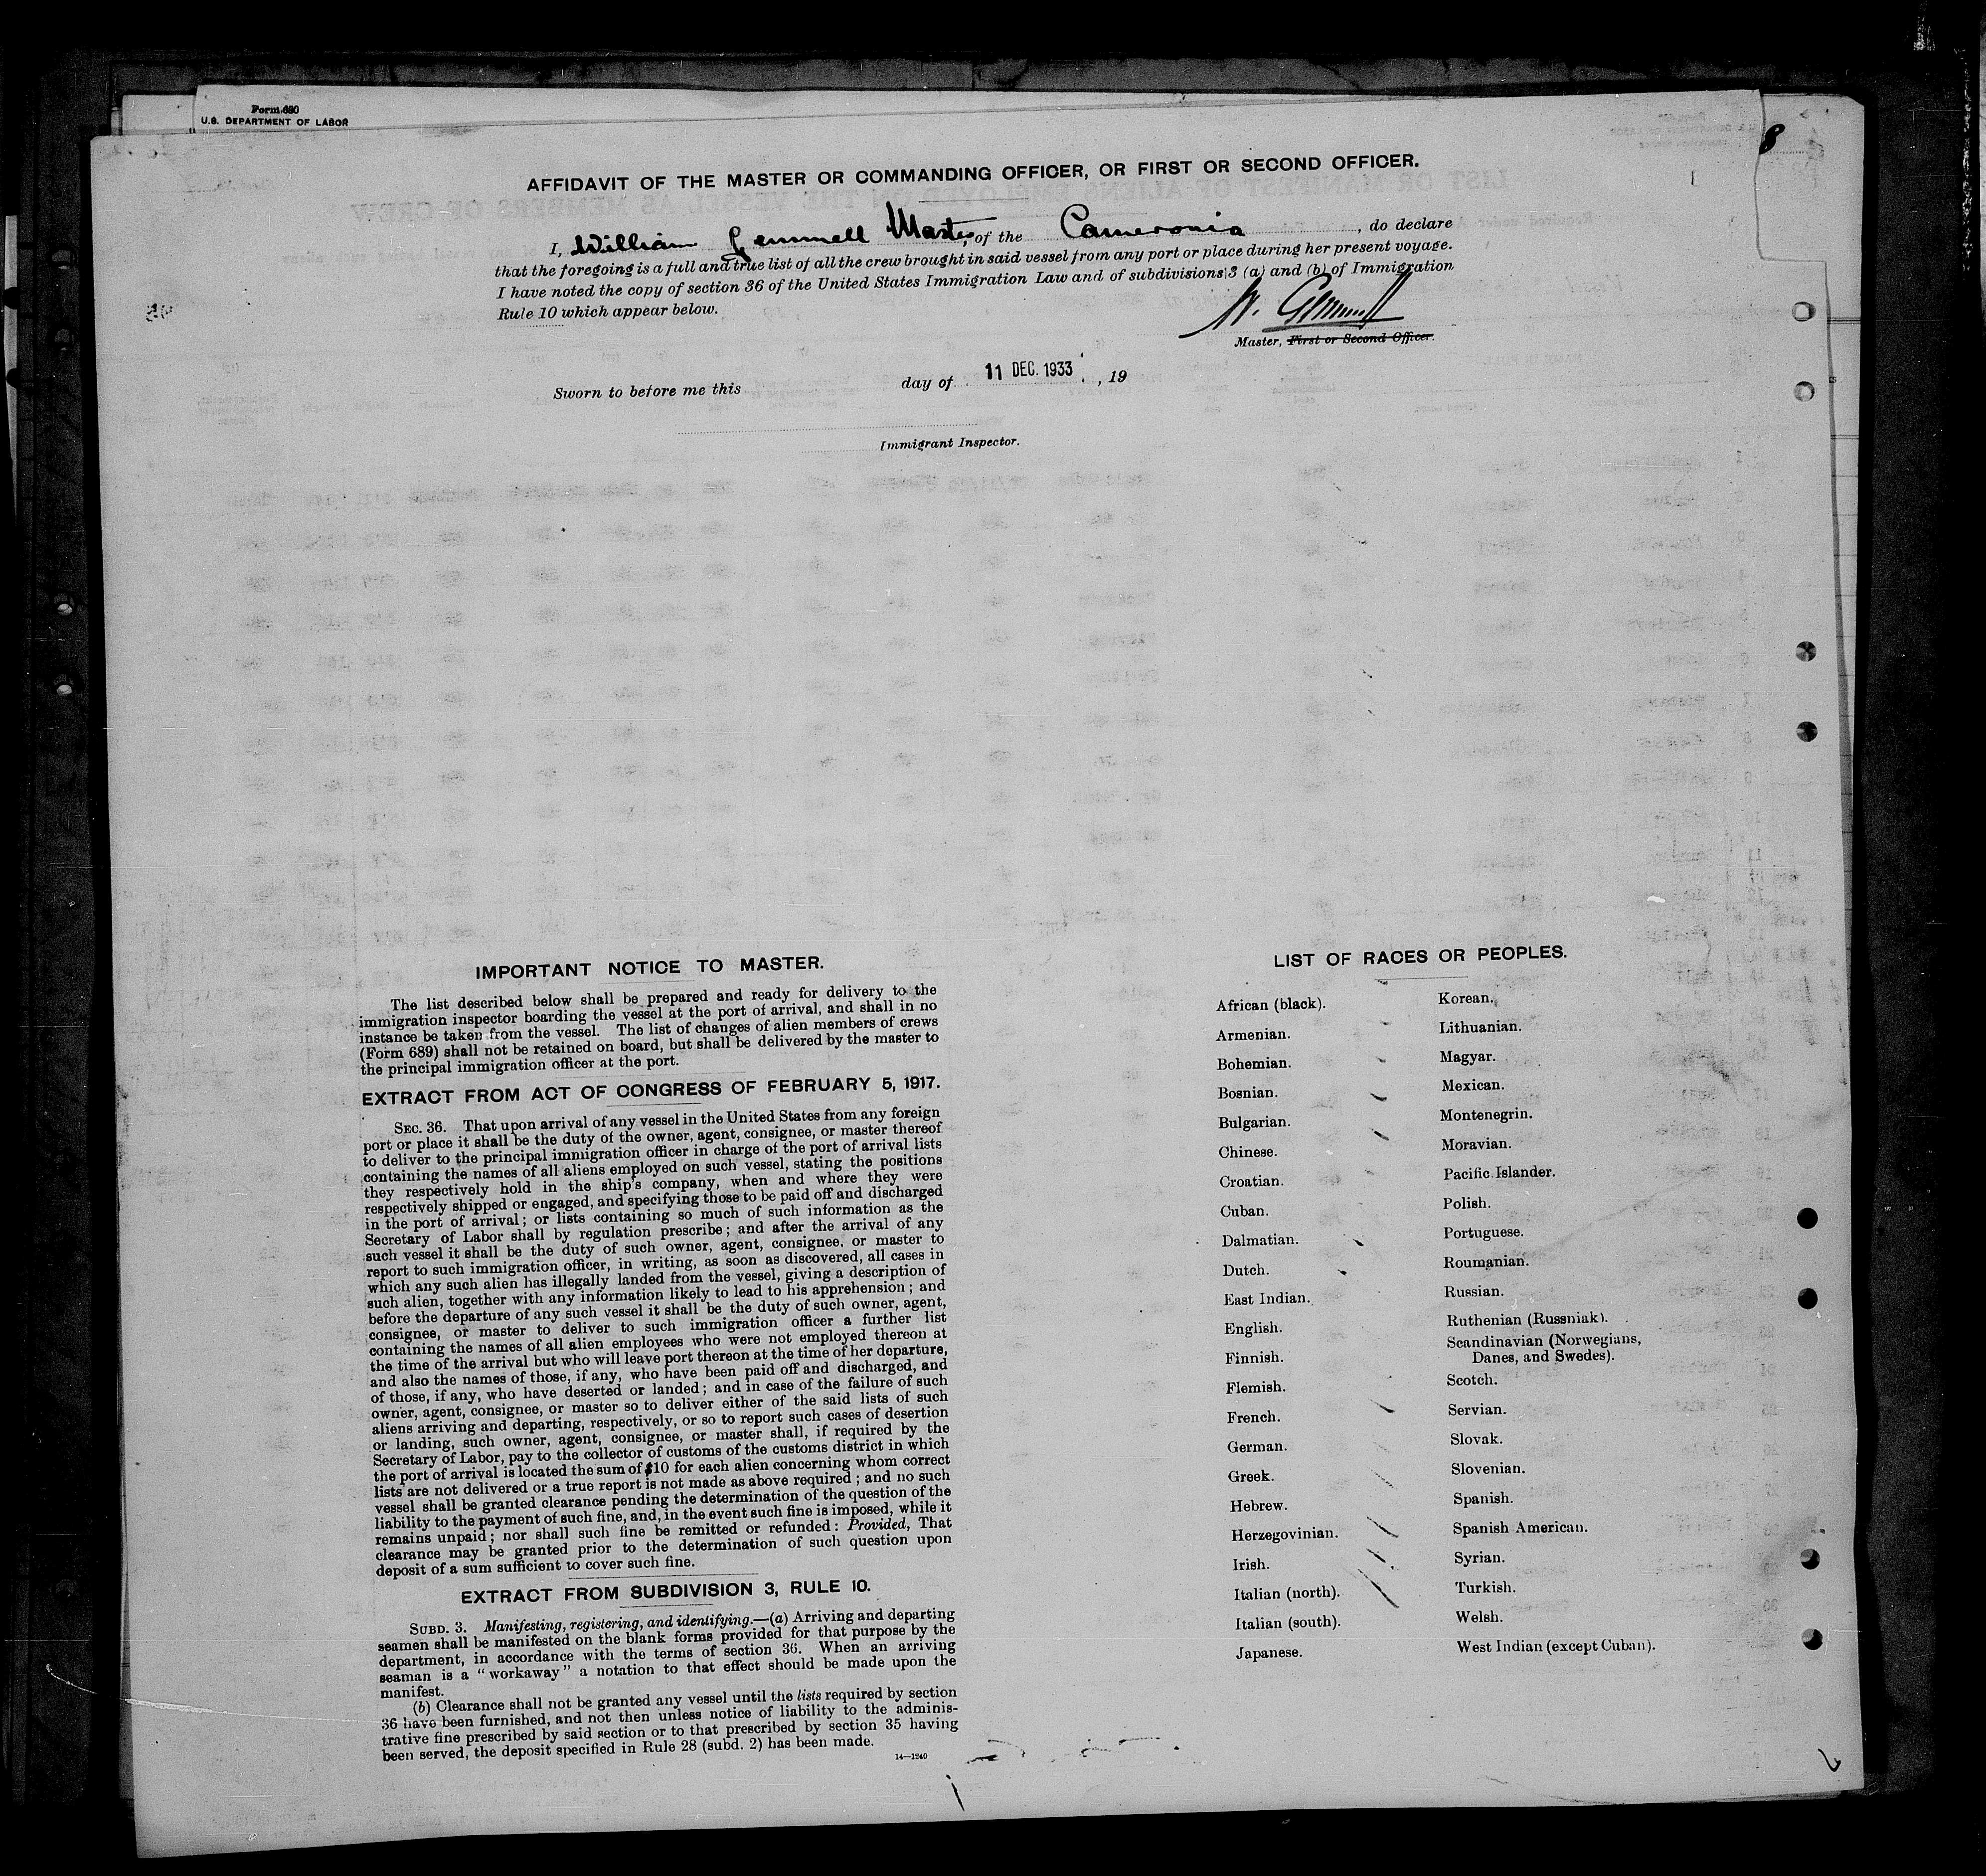 Form 680
U.S. DEPARTMENT OF LABOR
8
AFFIDAVIT OF THE MASTER OR COMMANDING OFFICER, OR FIRST OR SECOND OFFICER.
I, William Gemmell Master, of the Cameronia, do declare
that the foregoing is a full and true list of all the crew brought in said vessel from any port or place during her present voyage.
I have noted the copy of section 36 of the United States Immigration Law and of subdivisions 3 (a) and (b) of Immigration
Rule 10 which appear below.
W. Gemmell
Master, First or Second Officer.
Sworn to before me this day of 11 DEC. 1933, 19
Immigrant Inspector.
IMPORTANT NOTICE TO MASTER.
The list described below shall be prepared and ready for delivery to the
immigration inspector boarding the vessel at the port of arrival, and shall in no
instance be taken from the vessel. The list of changes of alien members of crews
(Form 689) shall not be retained on board, but shall be delivered by the master to
the principal immigration officer at the port.
EXTRACT FROM ACT OF CONGRESS OF FEBRUARY 5, 1917.
SEC. 36. That upon arrival of any vessel in the United States from any foreign
port or place it shall be the duty of the owner, agent, consignee, or master thereof
to deliver to the principal immigration officer in charge of the port of arrival lists
containing the names of all aliens employed on such vessel, stating the positions
they respectively hold in the ship's company, when and where they were
respectively shipped or engaged, and specifying those to be paid off and discharged
in the port of arrival; or lists containing so much of such information as the
Secretary of Labor shall by regulation prescribe; and after the arrival of any
such vessel it shall be the duty of such owner, agent, consignee, or master to
report to such immigration officer, in writing, as soon as discovered, all cases in
which any such alien has illegally landed from the vessel, giving a description of
such alien, together with any information likely to lead to his apprehension; and
before the departure of any such vessel it shall be the duty of such owner, agent,
consignee, or master to deliver to such immigration officer a further list
containing the names of all alien employees who were not employed thereon at
the time of the arrival but who will leave port thereon at the time of her departure,
and also the names of those, if any, who have been paid off and discharged, and
of those, if any, who have deserted or landed; and in case of the failure of such
owner, agent, consignee, or master so to deliver either of the said lists of such
aliens arriving and departing, respectively, or so to report such cases of desertion
or landing, such owner, agent, consignee, or master shall, if required by the
Secretary of Labor, pay to the collector of customs of the customs district in which
the port of arrival is located the sum of $10 for each alien concerning whom correct
lists are not delivered or a true report is not made as above required; and no such
vessel shall be granted clearance pending the determination of the question of the
liability to the payment of such fine, and, in the event such fine is imposed, while it
remains unpaid; nor shall such fine be remitted or refunded: Provided, That
clearance may be granted prior to the determination of such question upon
deposit of a sum sufficient to cover such fine.
EXTRACT FROM SUBDIVISION 3, RULE 10.
SUBD. 3. Manifesting, registering, and identifying.—(a) Arriving and departing
seamen shall be manifested on the blank forms provided for that purpose by the
department, in accordance with the terms of section 36. When an arriving
seaman is a "workaway" a notation to that effect should be made upon the
manifest.
(b) Clearance shall not be granted any vessel until the lists required by section
36 have been furnished, and not then unless notice of liability to the adminis-
trative fine prescribed by said section or to that prescribed by section 35 having
been served, the deposit specified in Rule 28 (subd. 2) has been made.
14—1240
LIST OF RACES OR PEOPLES.
African (black).
Armenian.
Bohemian.
Bosnian.
Bulgarian.
Chinese.
Croatian.
Cuban.
Dalmatian.
Dutch.
East Indian.
English.
Finnish.
Flemish.
French.
German.
Greek.
Hebrew.
Herzegovinian.
Irish.
Italian (north).
Italian (south).
Japanese.
Korean.
Lithuanian.
Magyar.
Mexican.
Montenegrin.
Moravian.
Pacific Islander.
Polish.
Portuguese.
Roumanian.
Russian.
Ruthenian (Russniak).
Scandinavian (Norwegians,
Danes, and Swedes).
Scotch.
Servian.
Slovak.
Slovenian.
Spanish.
Spanish American.
Syrian.
Turkish.
Welsh.
West Indian (except Cuban).